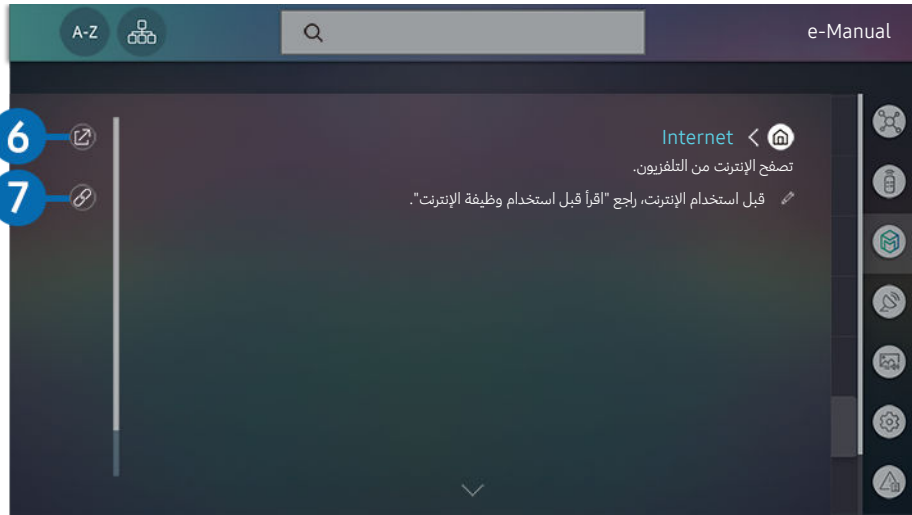 A-Z
e-Manual
6
Internet
تصفح الإنترنت من التلفزيون.
7
قبل استخدام الإنترنت، راجع "اقرأ قبل استخدام وظيفة الإنترنت".